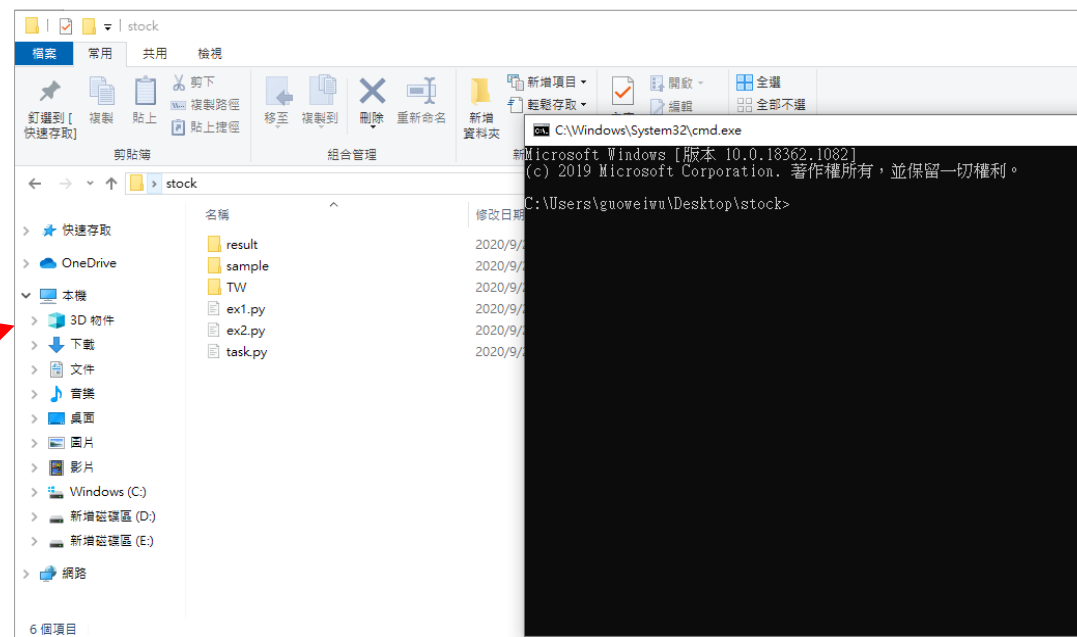 stock
檔案 常用 共用 檢視
釘選到 [
快速存取]
複製
貼上
剪下
複製路徑
貼上捷徑
剪貼簿
移至
複製到
刪除
重新命名
組合管理
新增
資料夾
新增項目
輕鬆存取
新
開啟
編輯
全選
全部不選
stock
快速存取
OneDrive
本機
3D 物件
下載
文件
音樂
桌面
圖片
影片
Windows (C:)
新增磁碟區 (D:)
新增磁碟區 (E:)
網路
名稱 修改日期
result 2020/9/
sample 2020/9/
TW 2020/9/
ex1.py 2020/9/
ex2.py 2020/9/
task.py 2020/9/
6 個項目
C:\Windows\System32\cmd.exe
Microsoft Windows [版本 10.0.18362.1082]
(c) 2019 Microsoft Corporation. 著作權所有，並保留一切權利。
C:\Users\guoweiwu\Desktop\stock>